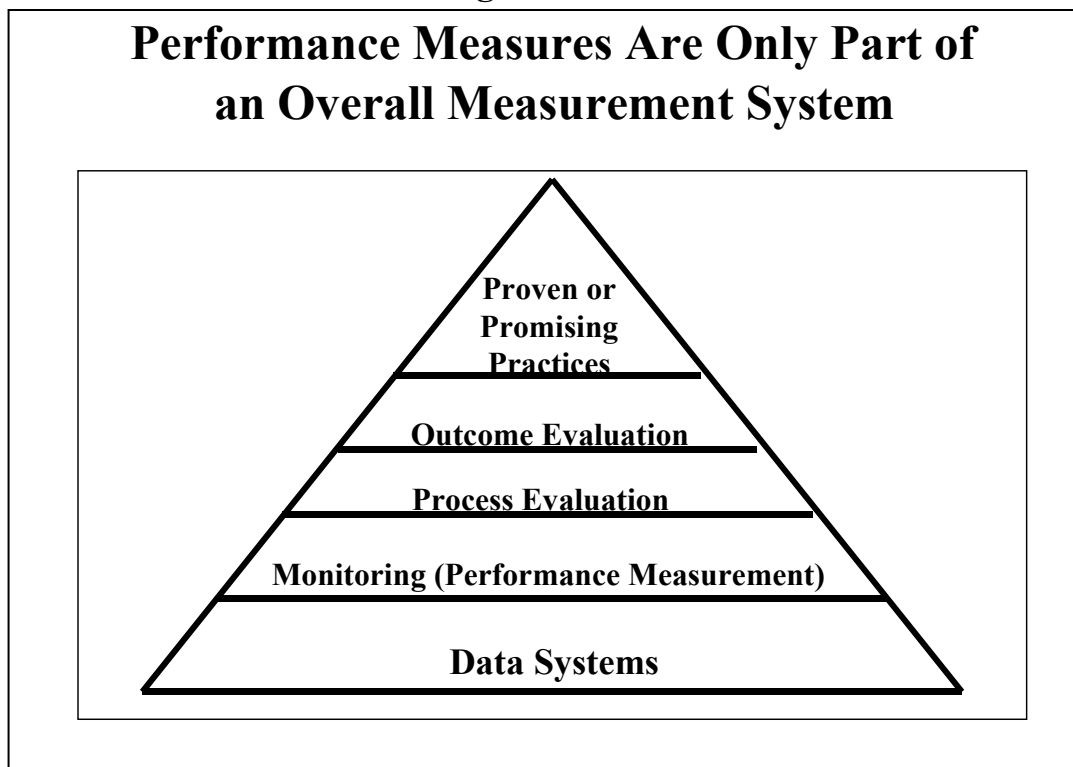 Performance Measures Are Only Part of
an Overall Measurement System
Proven or
Promising
Practices
Outcome Evaluation
Process Evaluation
Monitoring (Performance Measurement)
Data Systems